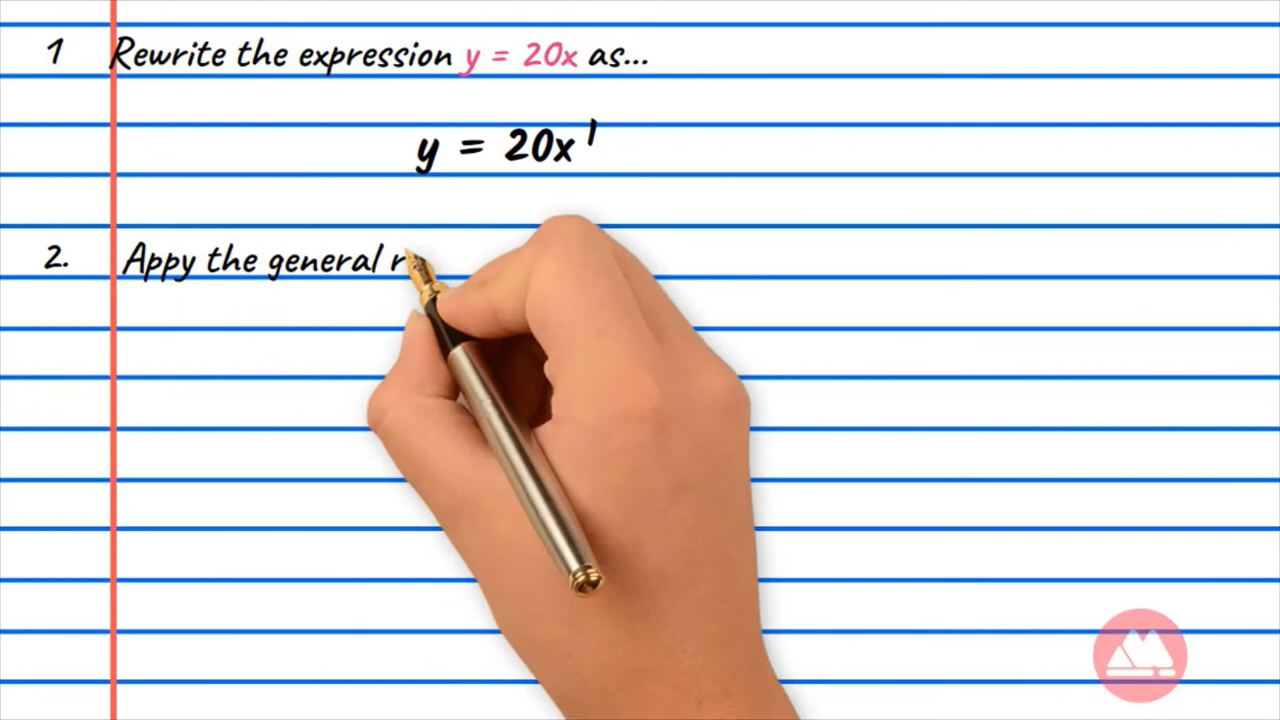 1 Rewrite the expression y = 20x as...
y = 20x¹
2. Appy the general r